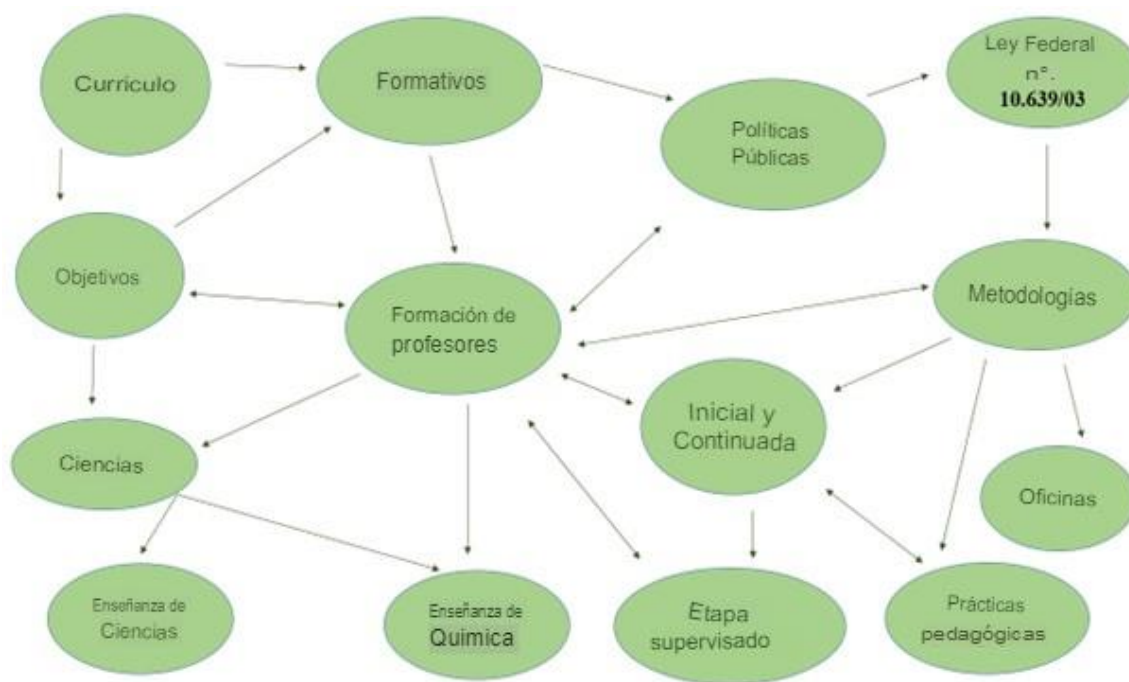 Currículo
Formativos
Ley Federal
n°.
10.639/03
Políticas
Públicas
Objetivos
Formación de
profesores
Metodologías
Inicial y
Continuada
Ciencias
Oficinas
Enseñanza de
Ciencias
Enseñanza de
Quimica
Etapa
supervisado
Prácticas
pedagógicas